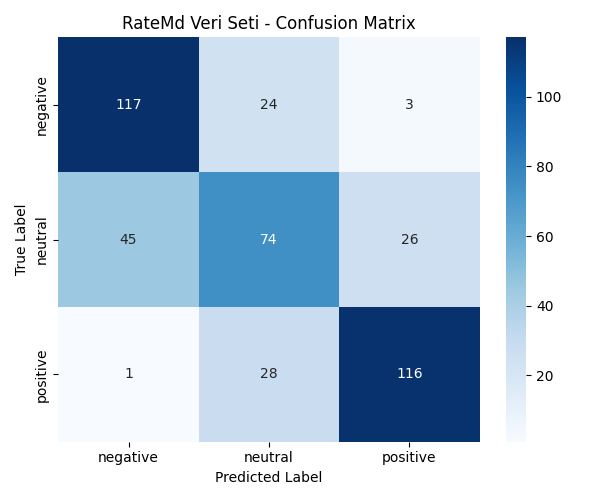 RateMd Veri Seti - Confusion Matrix
True Label
negative
117 24 3
neutral
45 74 26
positive
1 28 116
negative neutral positive
Predicted Label
100
80
60
40
20